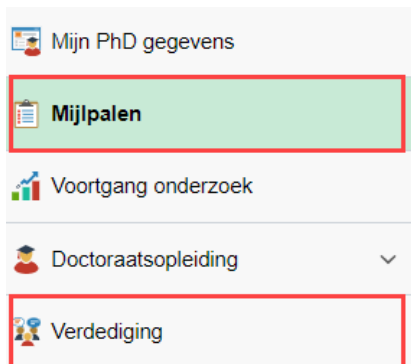 Mijn PhD gegevens
Mijlpalen
Voortgang onderzoek
Doctoraatsopleiding
Verdediging